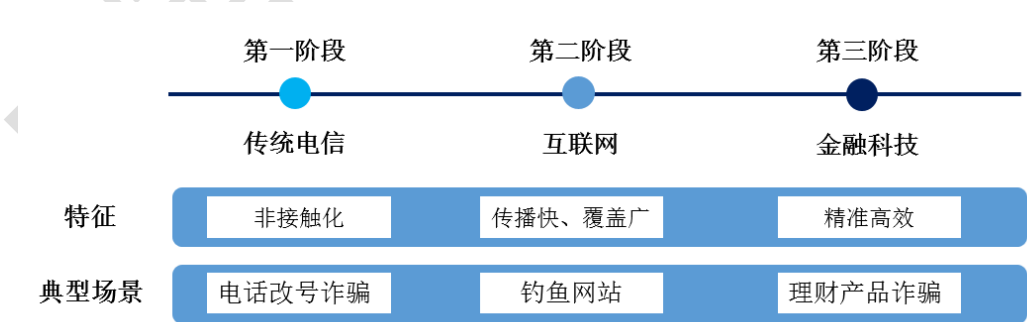 第一阶段 第二阶段 第三阶段
传统电信 互联网 金融科技
特征 非接触化 传播快、覆盖广 精准高效
典型场景 电话改号诈骗 钓鱼网站 理财产品诈骗